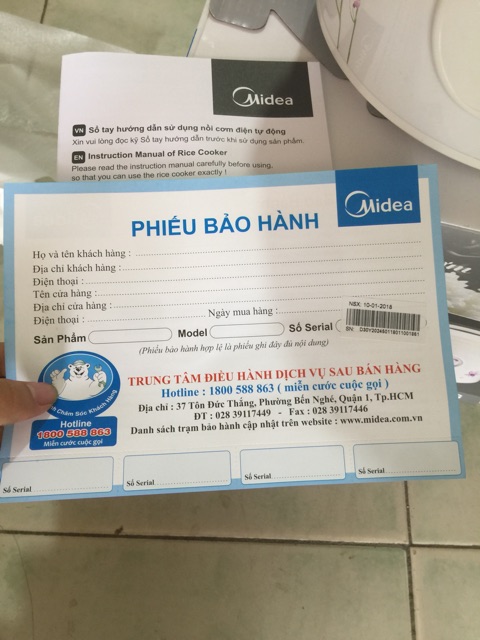 Midea
VN Sổ tay hướng dẫn sử dụng nồi cơm điện tự động
Xin vui lòng đọc kỹ Sổ tay hướng dẫn trước khi sử dụng sản phẩm.
EN Instruction Manual of Rice Cooker
Please read the instruction manual carefully before using,
so that you can use the rice cooker exactly !
Midea
PHIẾU BẢO HÀNH
Họ và tên khách hàng :
Địa chỉ khách hàng :
Điện thoại :
Tên cửa hàng :
Địa chỉ cửa hàng :
Điện thoại : Ngày mua hàng :
NSX: 10-01-2018
Sản Phẩm Model Số Serial
(Phiếu bảo hành hợp lệ là phiếu ghi đầy đủ nội dung)
TRUNG TÂM ĐIỀU HÀNH DỊCH VỤ SAU BÁN HÀNG
Hotline : 1800 588 863 ( miễn cước cuộc gọi )
Địa chỉ : 37 Tôn Đức Thắng, Phường Bến Nghé, Quận 1, Tp.HCM
ĐT : 028 39117449 - Fax : 028 39117446
Danh sách trạm bảo hành cập nhật trên website : www.midea.com.vn
Chăm Sóc Khách Hàng
Hotline
1800 588 863
Miễn cước cuộc gọi
Số Serial
Số Serial
Số Serial
Số Serial